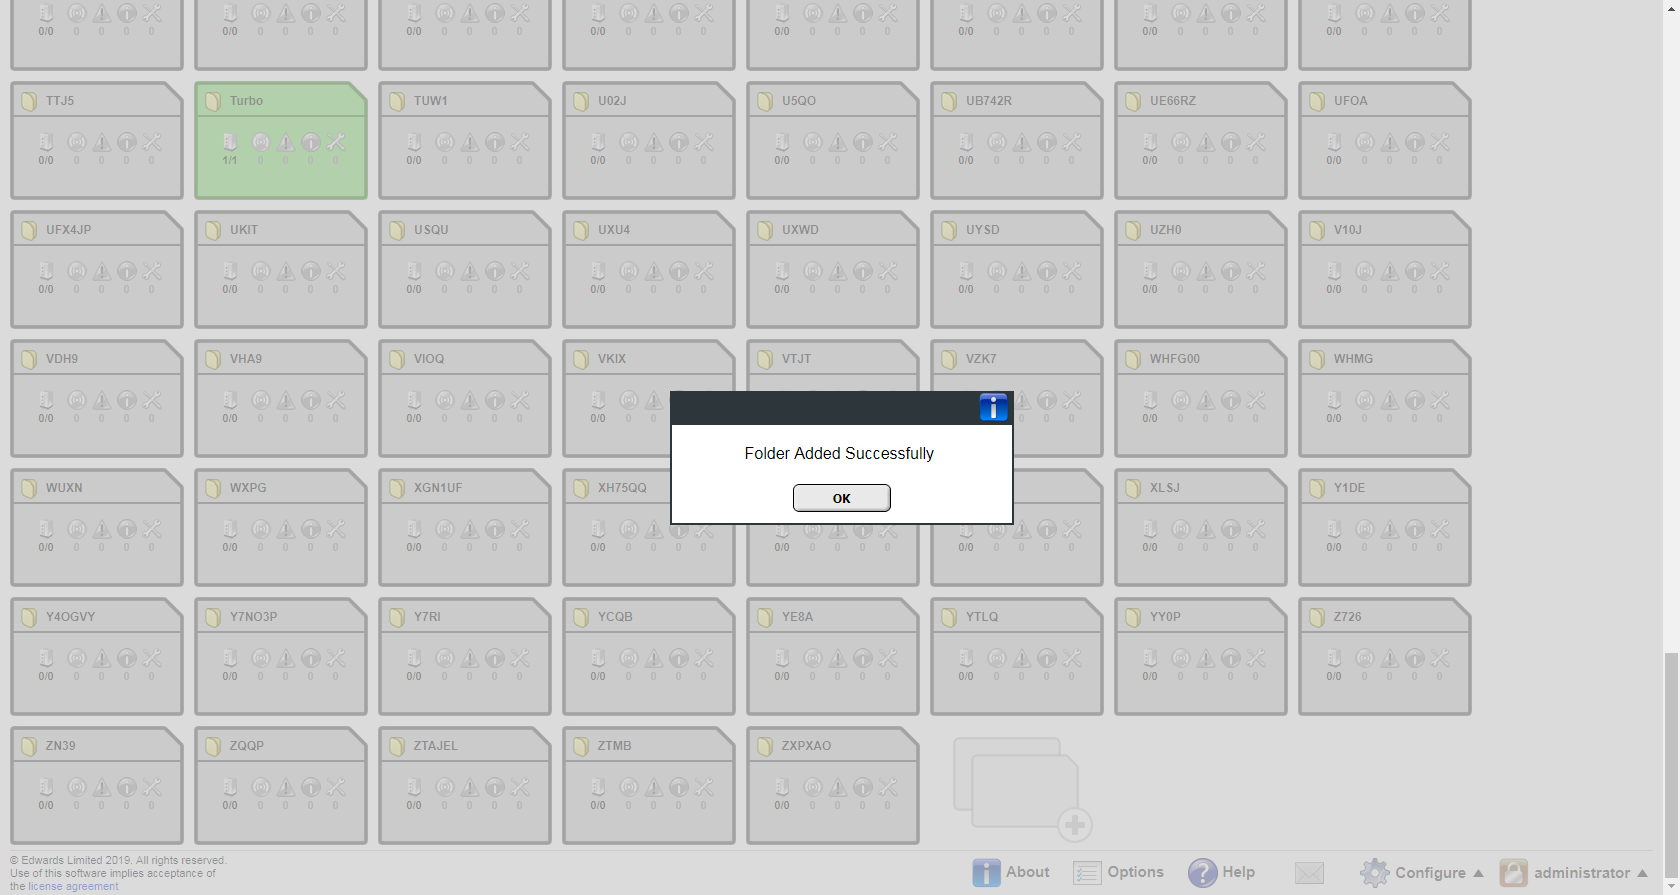 0/0 0 0 0 0 0/0 0 0 0 0 0/0 0 0 0 0 0/0 0 0 0 0 0/0 0 0 0 0 0/0 0 0 0 0 0/0 0 0 0 0 0/0 0 0 0 0
TTJ5 Turbo TUW1 U02J U5QO UB742R UE66RZ UFOA
0/0 0 0 0 0 1/1 0 0 0 0 0/0 0 0 0 0 0/0 0 0 0 0 0/0 0 0 0 0 0/0 0 0 0 0 0/0 0 0 0 0 0/0 0 0 0 0
UFX4JP UKIT USQU UXU4 UXWD UYSD UZH0 V10J
0/0 0 0 0 0 0/0 0 0 0 0 0/0 0 0 0 0 0/0 0 0 0 0 0/0 0 0 0 0 0/0 0 0 0 0 0/0 0 0 0 0 0/0 0 0 0 0
VDH9 VHA9 VIOQ VKIX VTJT VZK7 WHFG00 WHMG
0/0 0 0 0 0 0/0 0 0 0 0 0/0 0 0 0 0 0/0 0 0 0 0 0 0/0 0 0 0 0 0/0 0 0 0 0
Folder Added Successfully
OK
WUXN WXPG XGN1UF XH75QQ XLSJ Y1DE
0/0 0 0 0 0 0/0 0 0 0 0 0/0 0 0 0 0 0/0 0 0 0 0 0/0 0 0 0 0 0/0 0 0 0 0 0/0 0 0 0 0 0/0 0 0 0 0
Y4OGVY Y7NO3P Y7RI YCQB YE8A YTLQ YY0P Z726
0/0 0 0 0 0 0/0 0 0 0 0 0/0 0 0 0 0 0/0 0 0 0 0 0/0 0 0 0 0 0/0 0 0 0 0 0/0 0 0 0 0 0/0 0 0 0 0
ZN39 ZQQP ZTAJEL ZTMB ZXPXAO
0/0 0 0 0 0 0/0 0 0 0 0 0/0 0 0 0 0 0/0 0 0 0 0 0/0 0 0 0 0
© Edwards Limited 2019. All rights reserved.
Use of this software implies acceptance of
the license agreement
About Options Help Configure administrator